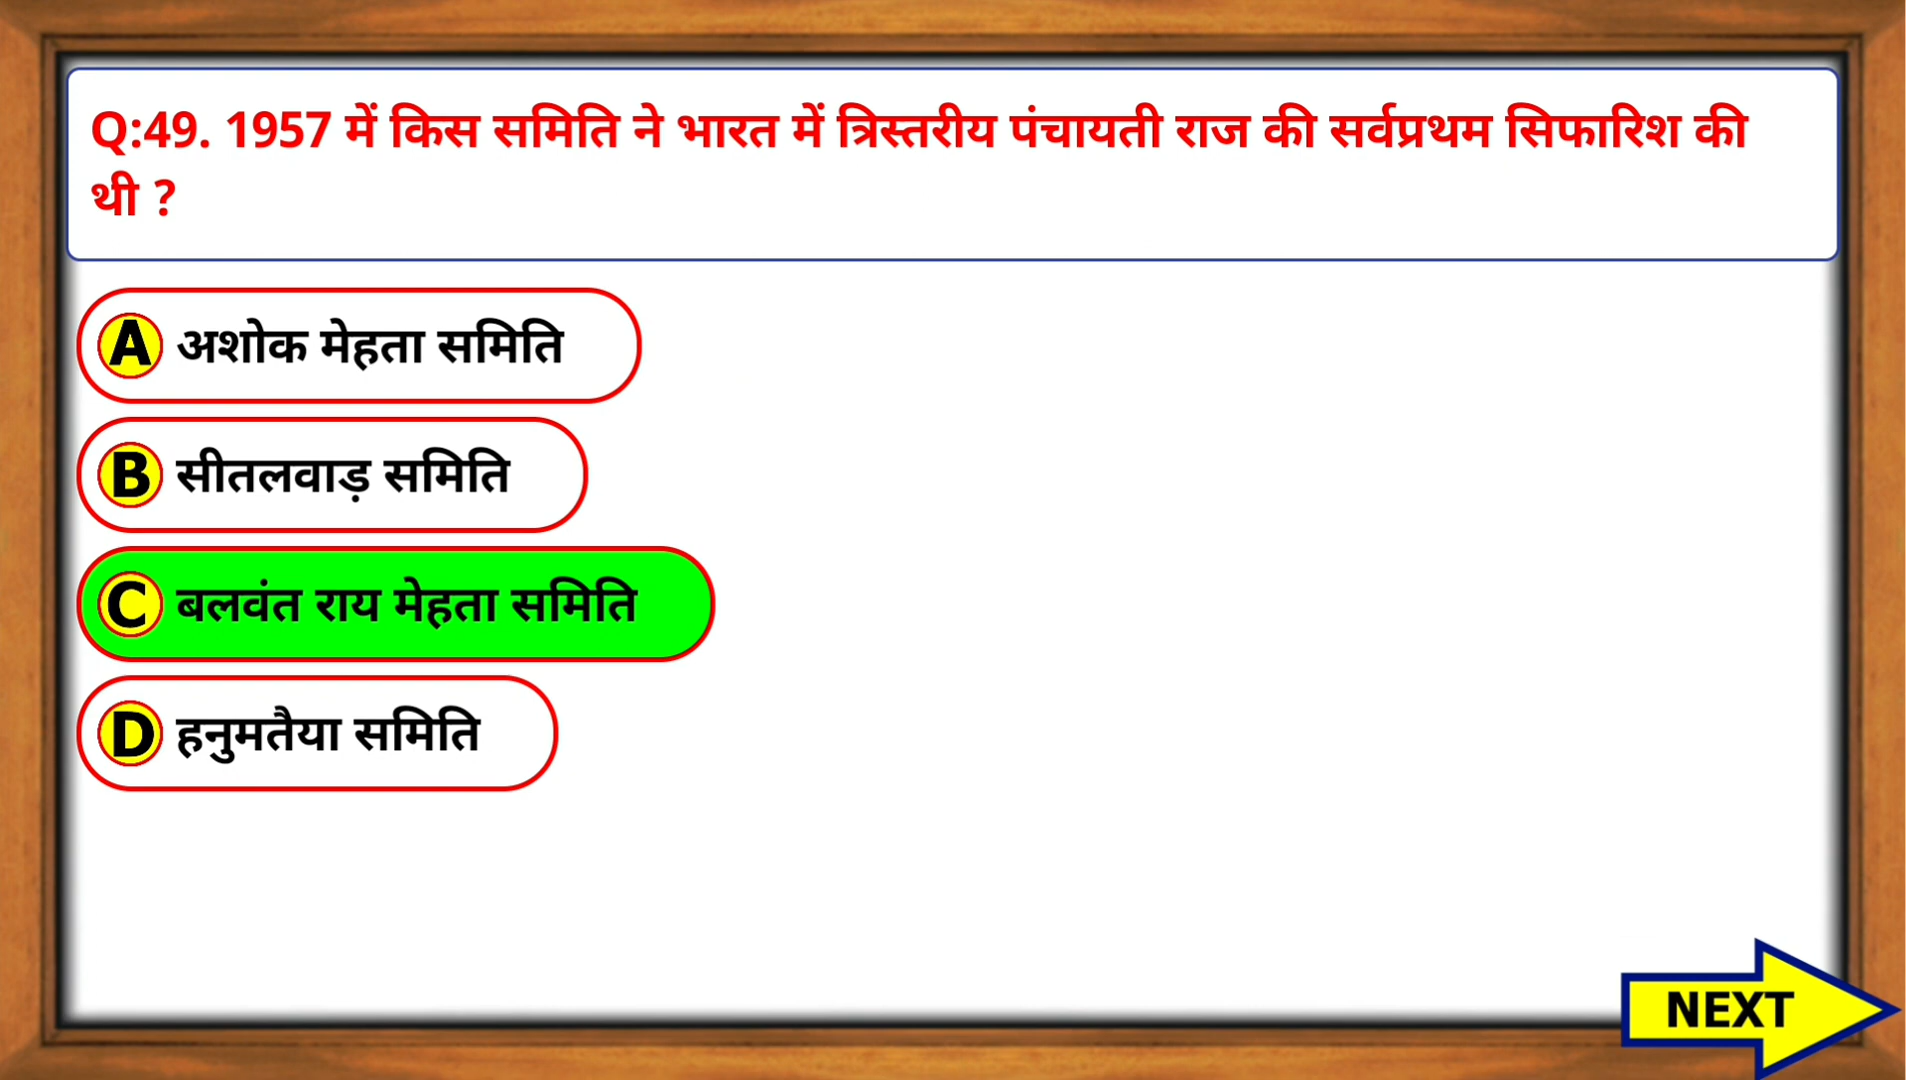 Q:49. 1957 में किस समिति ने भारत में त्रिस्तरीय पंचायती राज की सर्वप्रथम सिफारिश की
थी ?
A अशोक मेहता समिति
B सीतलवाड़ समिति
C बलवंत राय मेहता समिति
D हनुमतैया समिति
NEXT